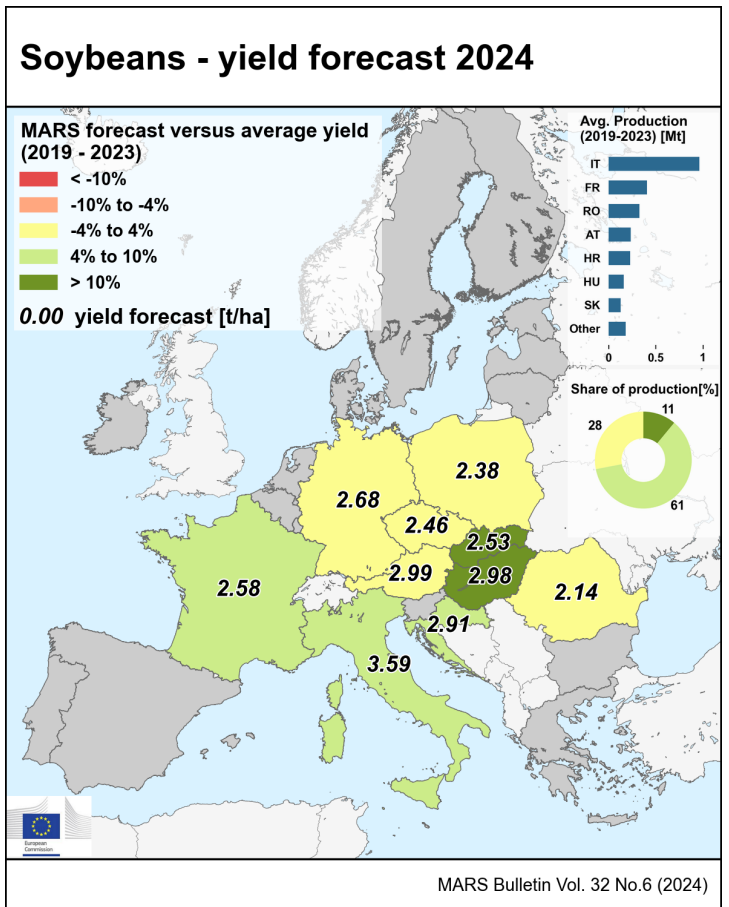 Soybeans - yield forecast 2024
MARS forecast versus average yield
(2019 - 2023)
< -10%
-10% to -4%
-4% to 4%
4% to 10%
> 10%
0.00 yield forecast [t/ha]
Avg. Production
(2019-2023) [Mt]
IT
FR
RO
AT
HR
HU
SK
Other
0 0.5 1
Share of production[%]
11
28
61
2.38
2.68
2.46
2.53
2.99
2.98
2.58
2.14
2.91
3.59
European
Commission
MARS Bulletin Vol. 32 No.6 (2024)